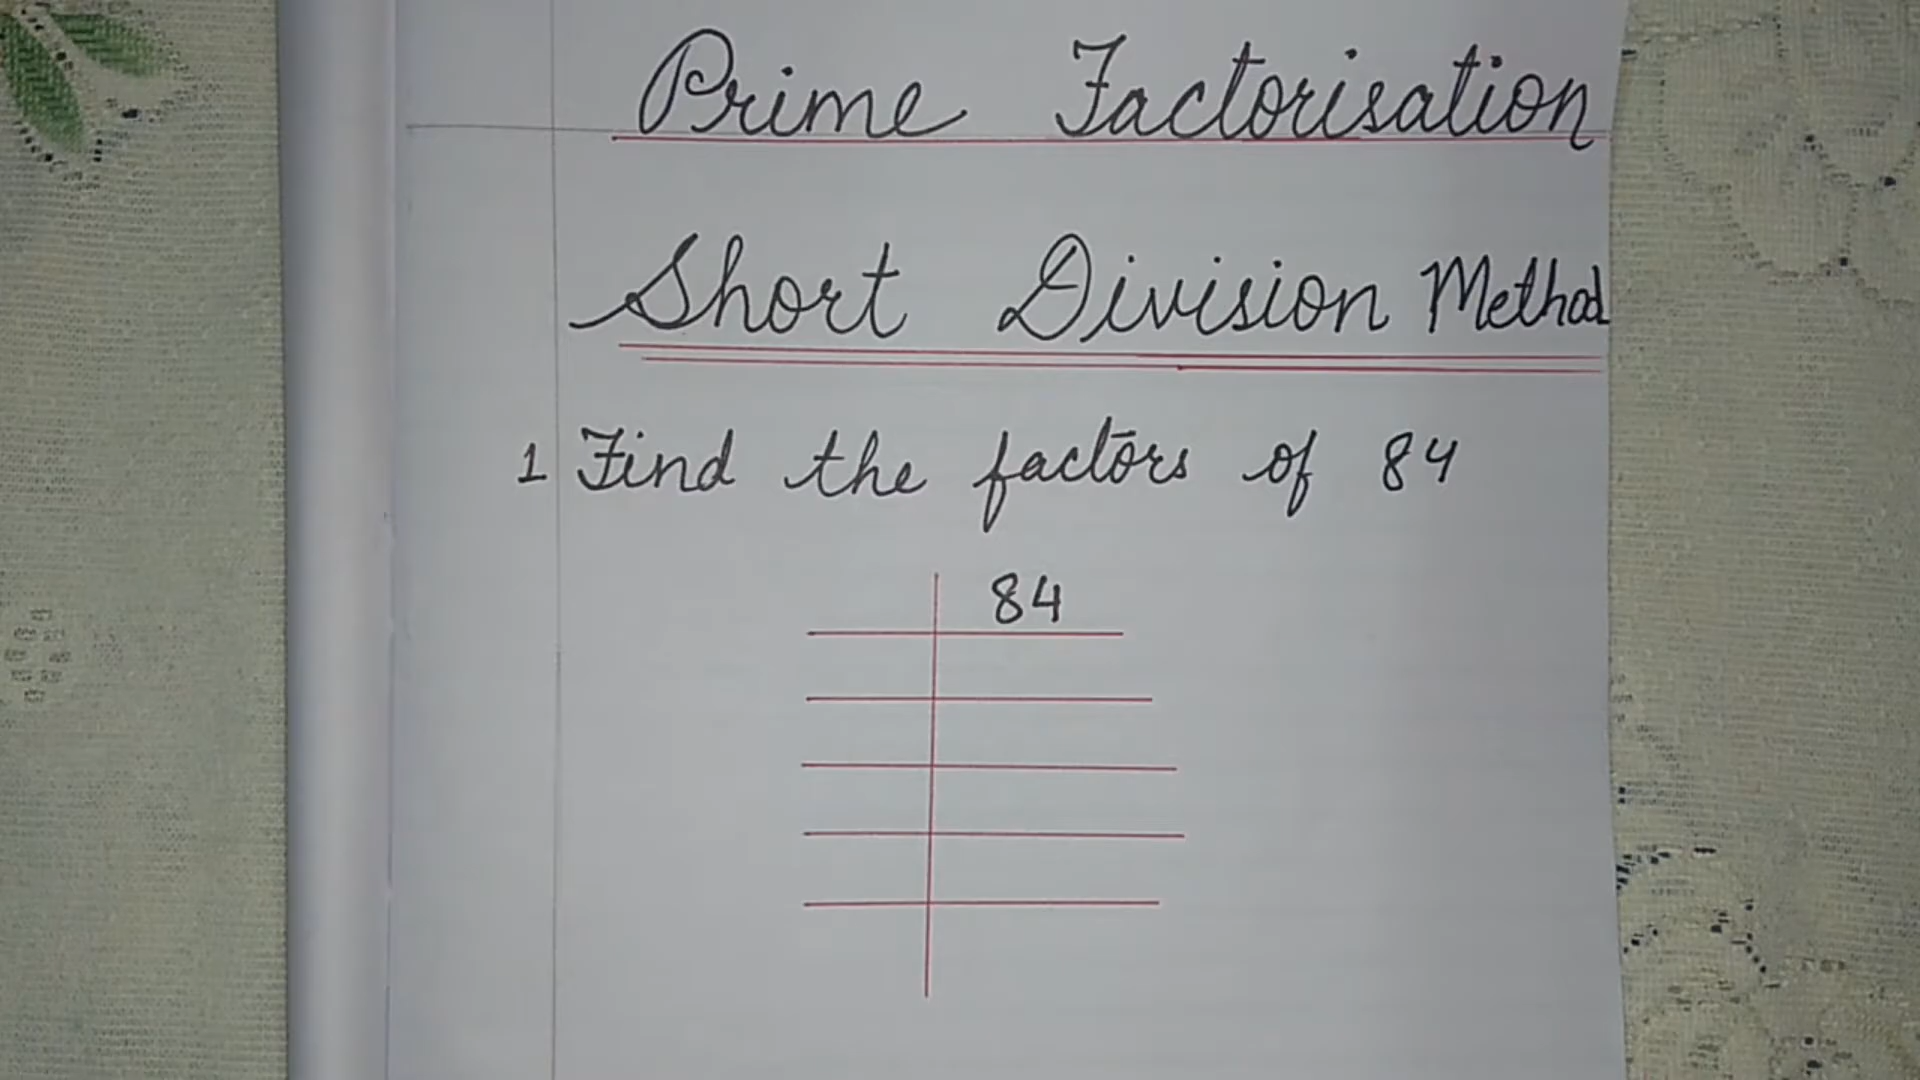 Prime Factorisation
Short Division Method
1 Find the factors of 84
84